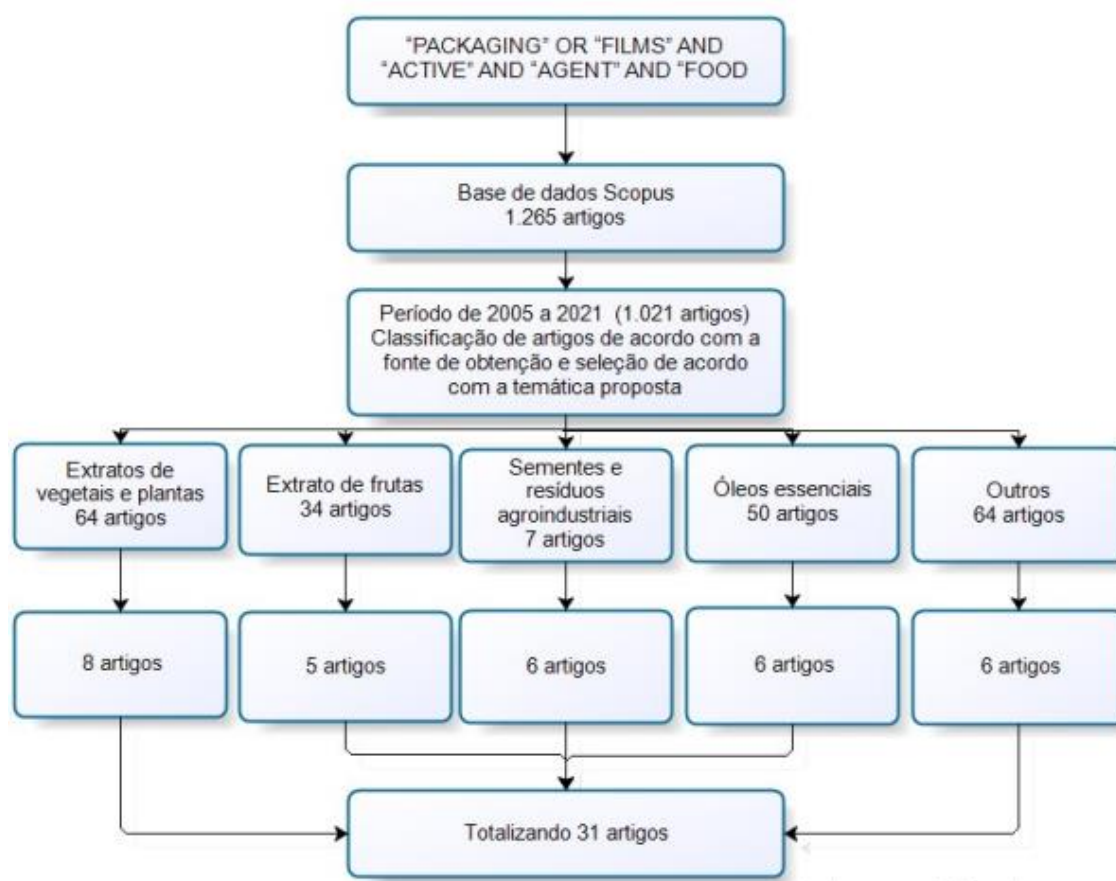 “PACKAGING” OR “FILMS” AND
“ACTIVE” AND “AGENT” AND “FOOD
Base de dados Scopus
1.265 artigos
Período de 2005 a 2021 (1.021 artigos)
Classificação de artigos de acordo com a
fonte de obtenção e seleção de acordo
com a temática proposta
Extratos de
vegetais e plantas
64 artigos
Extrato de frutas
34 artigos
Sementes e
resíduos
agroindustriais
7 artigos
Óleos essenciais
50 artigos
Outros
64 artigos
8 artigos
5 artigos
6 artigos
6 artigos
6 artigos
Totalizando 31 artigos